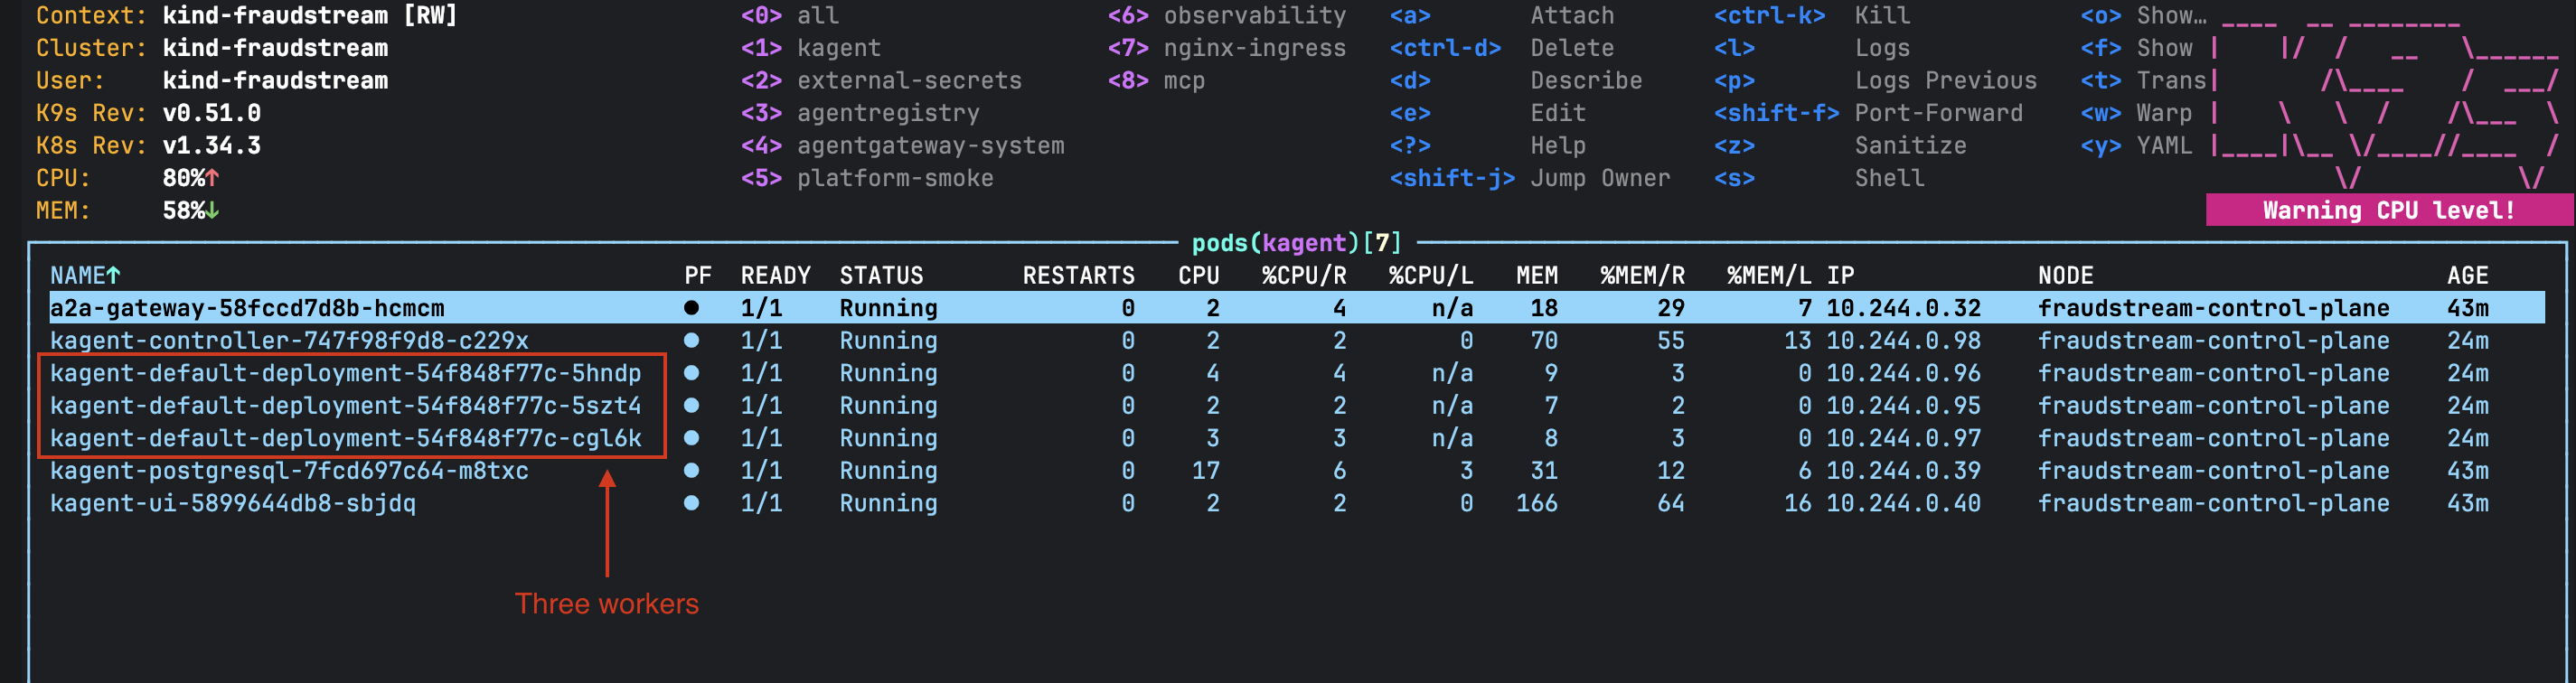 Context: kind-fraudstream [RW] <0> all <6> observability <a> Attach <ctrl-k> Kill <o> Show…
Cluster: kind-fraudstream <1> kagent <7> nginx-ingress <ctrl-d> Delete <l> Logs <f> Show
User: kind-fraudstream <2> external-secrets <8> mcp <d> Describe <p> Logs Previous <t> Trans
K9s Rev: v0.51.0 <3> agentregistry <e> Edit <shift-f> Port-Forward <w> Warp
K8s Rev: v1.34.3 <4> agentgateway-system <?> Help <z> Sanitize <y> YAML
CPU: 80%↑ <5> platform-smoke <shift-j> Jump Owner <s> Shell
MEM: 58%↓ Warning CPU level!
pods(kagent)[7]
NAME↑ PF READY STATUS RESTARTS CPU %CPU/R %CPU/L MEM %MEM/R %MEM/L IP NODE AGE
a2a-gateway-58fccd7d8b-hcmcm ● 1/1 Running 0 2 4 n/a 18 29 7 10.244.0.32 fraudstream-control-plane 43m
kagent-controller-747f98f9d8-c229x ● 1/1 Running 0 2 2 0 70 55 13 10.244.0.98 fraudstream-control-plane 24m
kagent-default-deployment-54f848f77c-5hndp ● 1/1 Running 0 4 4 n/a 9 3 0 10.244.0.96 fraudstream-control-plane 24m
kagent-default-deployment-54f848f77c-5szt4 ● 1/1 Running 0 2 2 n/a 7 2 0 10.244.0.95 fraudstream-control-plane 24m
kagent-default-deployment-54f848f77c-cgl6k ● 1/1 Running 0 3 3 n/a 8 3 0 10.244.0.97 fraudstream-control-plane 24m
kagent-postgresql-7fcd697c64-m8txc ● 1/1 Running 0 17 6 3 31 12 6 10.244.0.39 fraudstream-control-plane 43m
kagent-ui-5899644db8-sbjdq ● 1/1 Running 0 2 2 0 166 64 16 10.244.0.40 fraudstream-control-plane 43m
Three workers